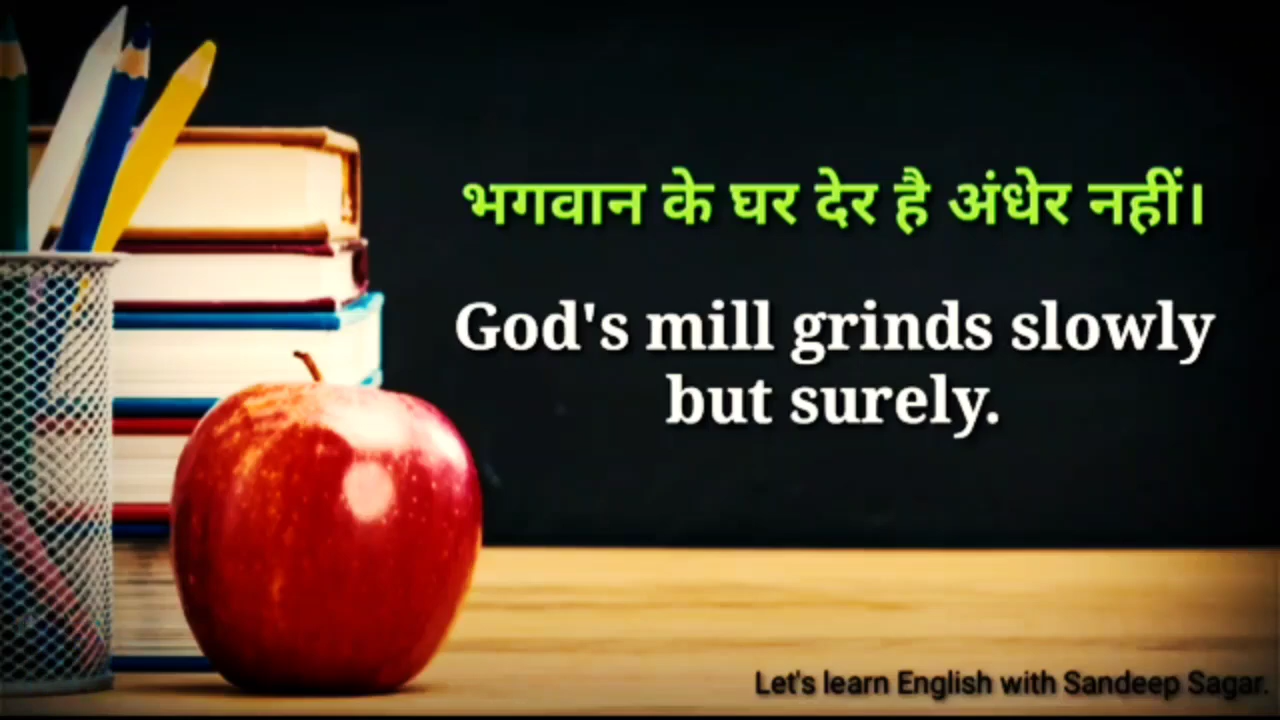 भगवान के घर देर है अंधेर नहीं।
God's mill grinds slowly
but surely.
Let's learn English with Sandeep Sagar.